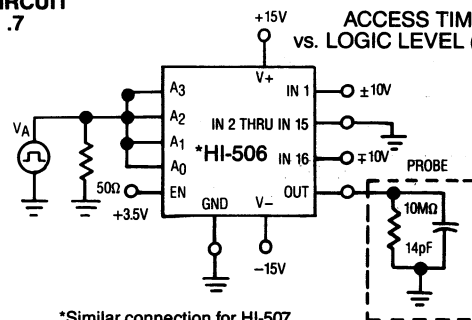 IRCUIT
.7
+15V
ACCESS TIM
vs. LOGIC LEVEL (
A3
V+
IN 1
±10V
VA
A2
IN 2 THRU IN 15
A1
*HI-506
IN 16
∓10V
A0
PROBE
50Ω
EN
OUT
+3.5V
GND
V−
10MΩ
14pF
−15V
*Similar connection for HI-507